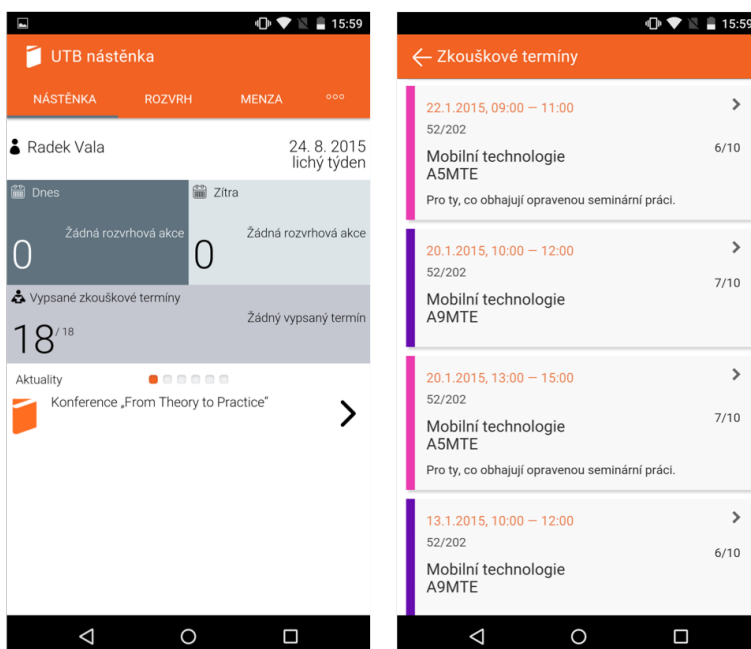 15:59
UTB nástěnka
NÁSTĚNKA ROZVRH MENZA
Radek Vala 24. 8. 2015
lichý týden
Dnes
Žádná rozvrhová akce
0
Zítra
Žádná rozvrhová akce
0
Vypsané zkouškové termíny
Žádný vypsaný termín
18/ 18
Aktuality
Konference „From Theory to Practice“
15:59
Zkouškové termíny
22.1.2015, 09:00 — 11:00
52/202
6/10
Mobilní technologie
A5MTE
Pro ty, co obhajují opravenou seminární práci.
20.1.2015, 10:00 — 12:00
52/202
7/10
Mobilní technologie
A9MTE
20.1.2015, 13:00 — 15:00
52/202
7/10
Mobilní technologie
A5MTE
Pro ty, co obhajují opravenou seminární práci.
13.1.2015, 10:00 — 12:00
52/202
6/10
Mobilní technologie
A9MTE